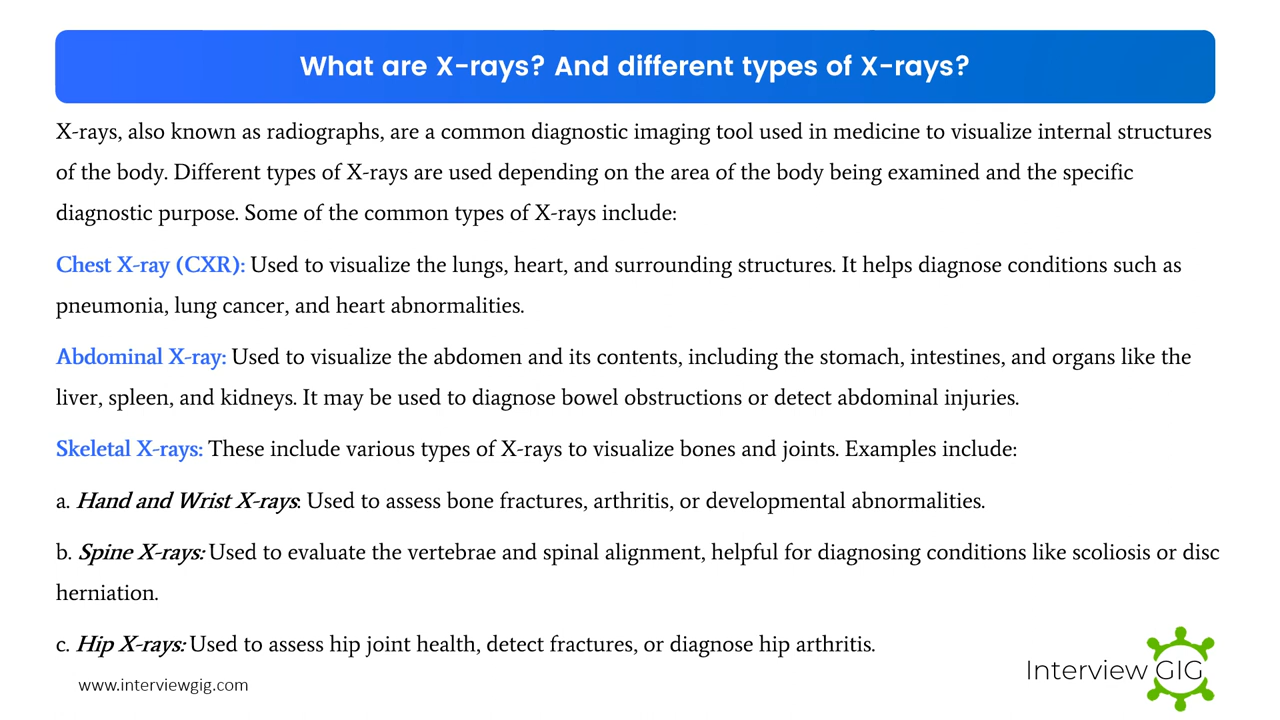 What are X-rays? And different types of X-rays?
X-rays, also known as radiographs, are a common diagnostic imaging tool used in medicine to visualize internal structures
of the body. Different types of X-rays are used depending on the area of the body being examined and the specific
diagnostic purpose. Some of the common types of X-rays include:
Chest X-ray (CXR): Used to visualize the lungs, heart, and surrounding structures. It helps diagnose conditions such as
pneumonia, lung cancer, and heart abnormalities.
Abdominal X-ray: Used to visualize the abdomen and its contents, including the stomach, intestines, and organs like the
liver, spleen, and kidneys. It may be used to diagnose bowel obstructions or detect abdominal injuries.
Skeletal X-rays: These include various types of X-rays to visualize bones and joints. Examples include:
a. Hand and Wrist X-rays: Used to assess bone fractures, arthritis, or developmental abnormalities.
b. Spine X-rays: Used to evaluate the vertebrae and spinal alignment, helpful for diagnosing conditions like scoliosis or disc
herniation.
c. Hip X-rays: Used to assess hip joint health, detect fractures, or diagnose hip arthritis.
www.interviewgig.com
Interview GIG